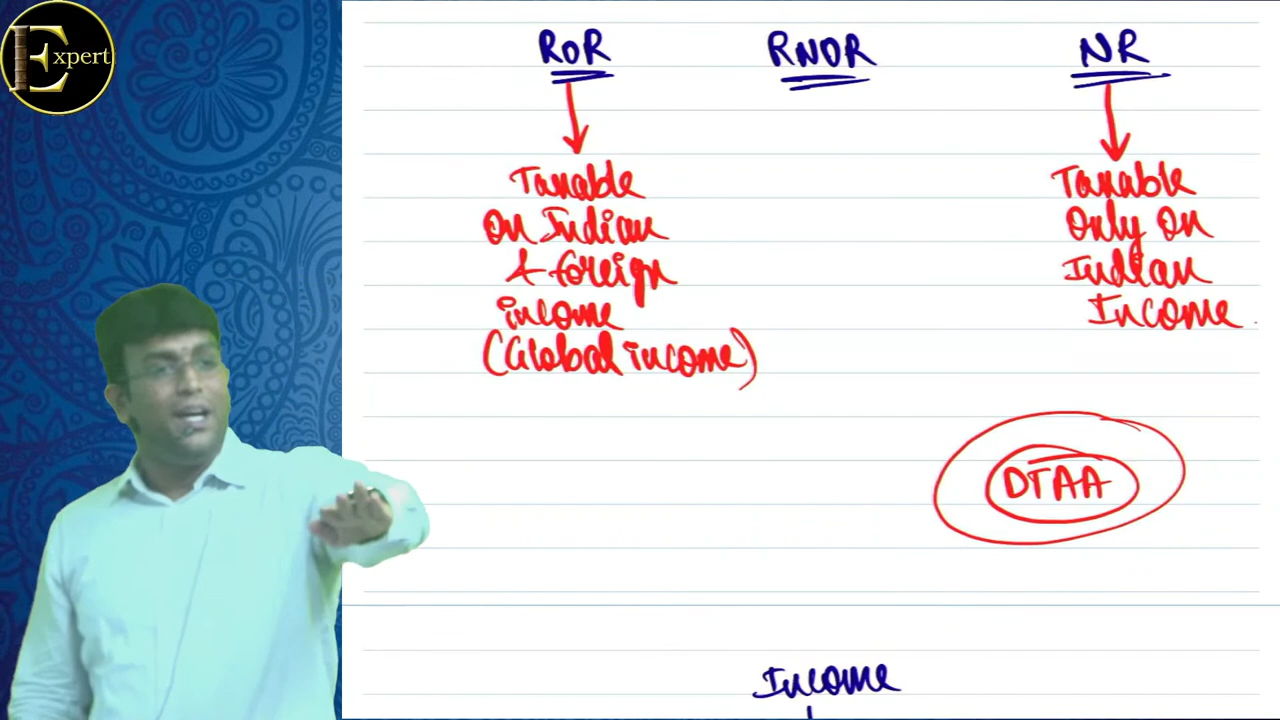 Expert
ROR
RNOR
NR
Taxable
on Indian
& foreign
income
(Global income)
Taxable
only on
Indian
Income
DTAA
Income